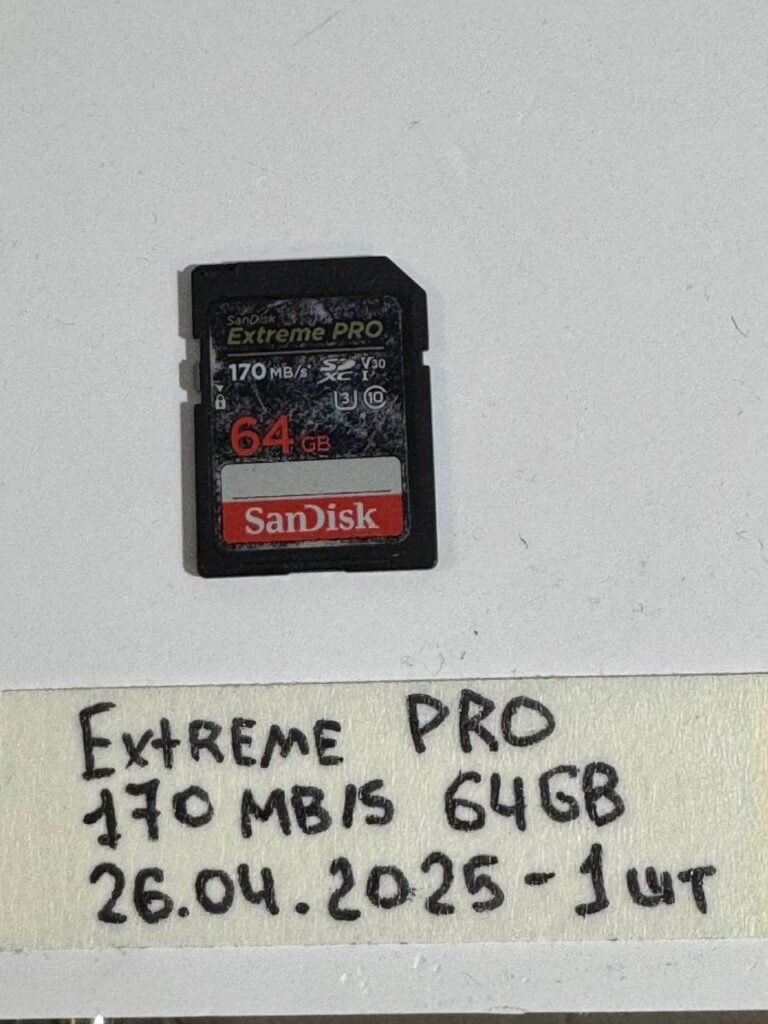 SanDisk
Extreme PRO
170 MB/s SD XC V30 I
3 10
64 GB
SanDisk
ExtREME PRO
170 MB/S 64GB
26.04.2025-1шт